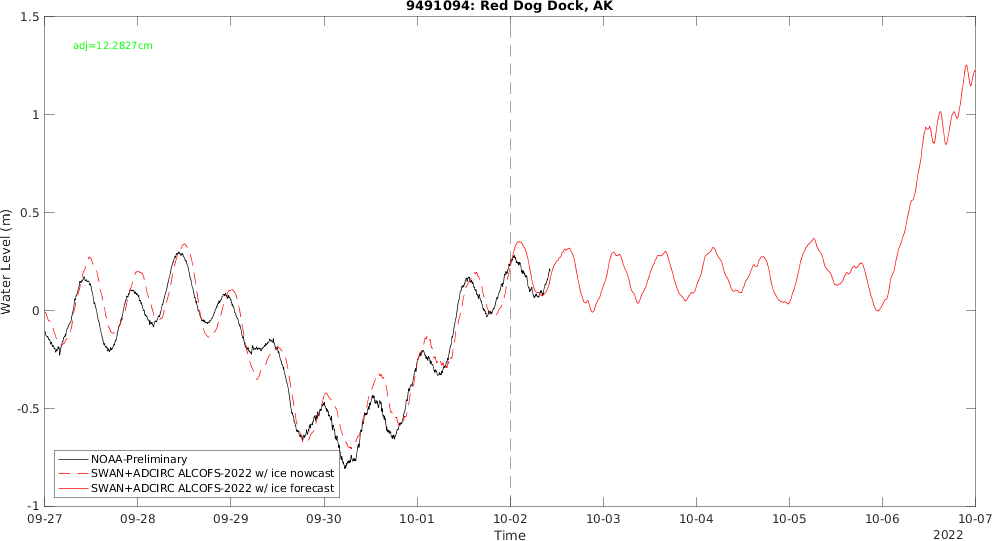 9491094: Red Dog Dock, AK
adj=12.2827cm
Water Level (m)
1.5
1
0.5
0
-0.5
-1
NOAA-Preliminary
SWAN+ADCIRC ALCOFS-2022 w/ ice nowcast
SWAN+ADCIRC ALCOFS-2022 w/ ice forecast
09-27 09-28 09-29 09-30 10-01 10-02 10-03 10-04 10-05 10-06 10-07
Time
2022